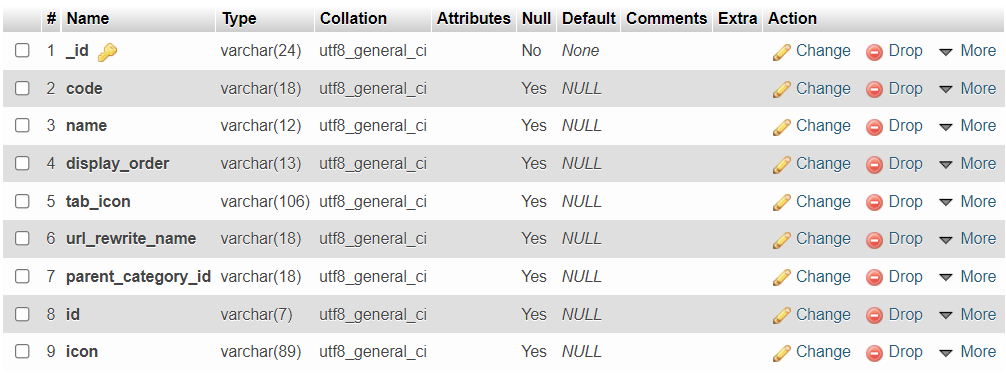 # Name Type Collation Attributes Null Default Comments Extra Action
1 _id varchar(24) utf8_general_ci No None Change Drop More
2 code varchar(18) utf8_general_ci Yes NULL Change Drop More
3 name varchar(12) utf8_general_ci Yes NULL Change Drop More
4 display_order varchar(13) utf8_general_ci Yes NULL Change Drop More
5 tab_icon varchar(106) utf8_general_ci Yes NULL Change Drop More
6 url_rewrite_name varchar(18) utf8_general_ci Yes NULL Change Drop More
7 parent_category_id varchar(18) utf8_general_ci Yes NULL Change Drop More
8 id varchar(7) utf8_general_ci Yes NULL Change Drop More
9 icon varchar(89) utf8_general_ci Yes NULL Change Drop More